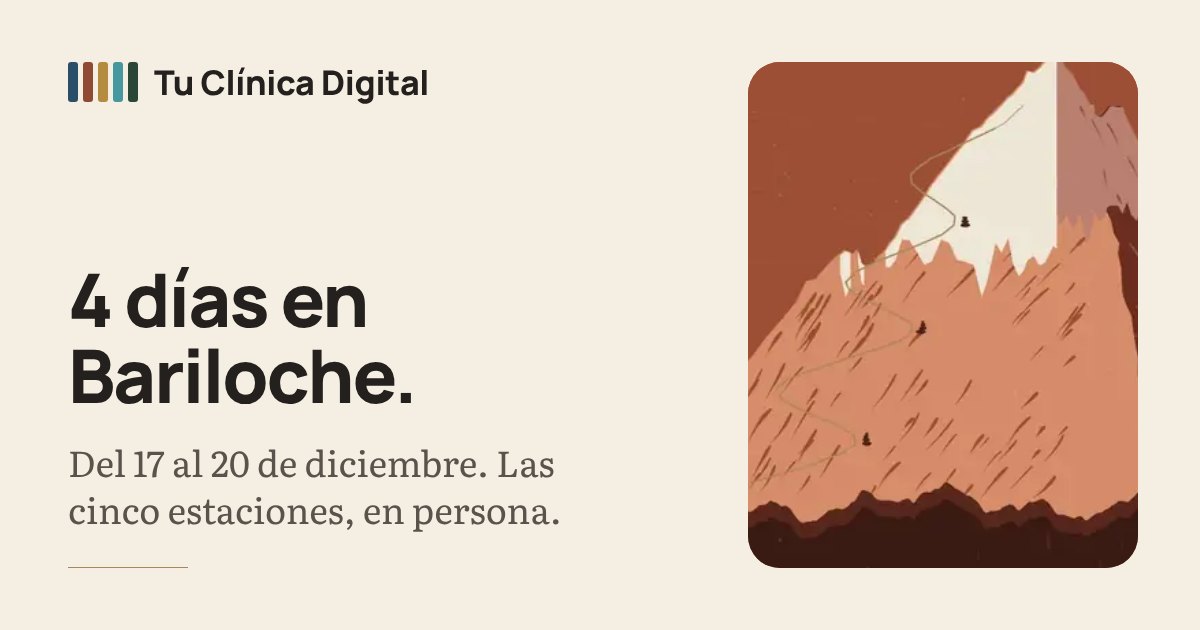 Tu Clínica Digital
4 días en
Bariloche.
Del 17 al 20 de diciembre. Las
cinco estaciones, en persona.